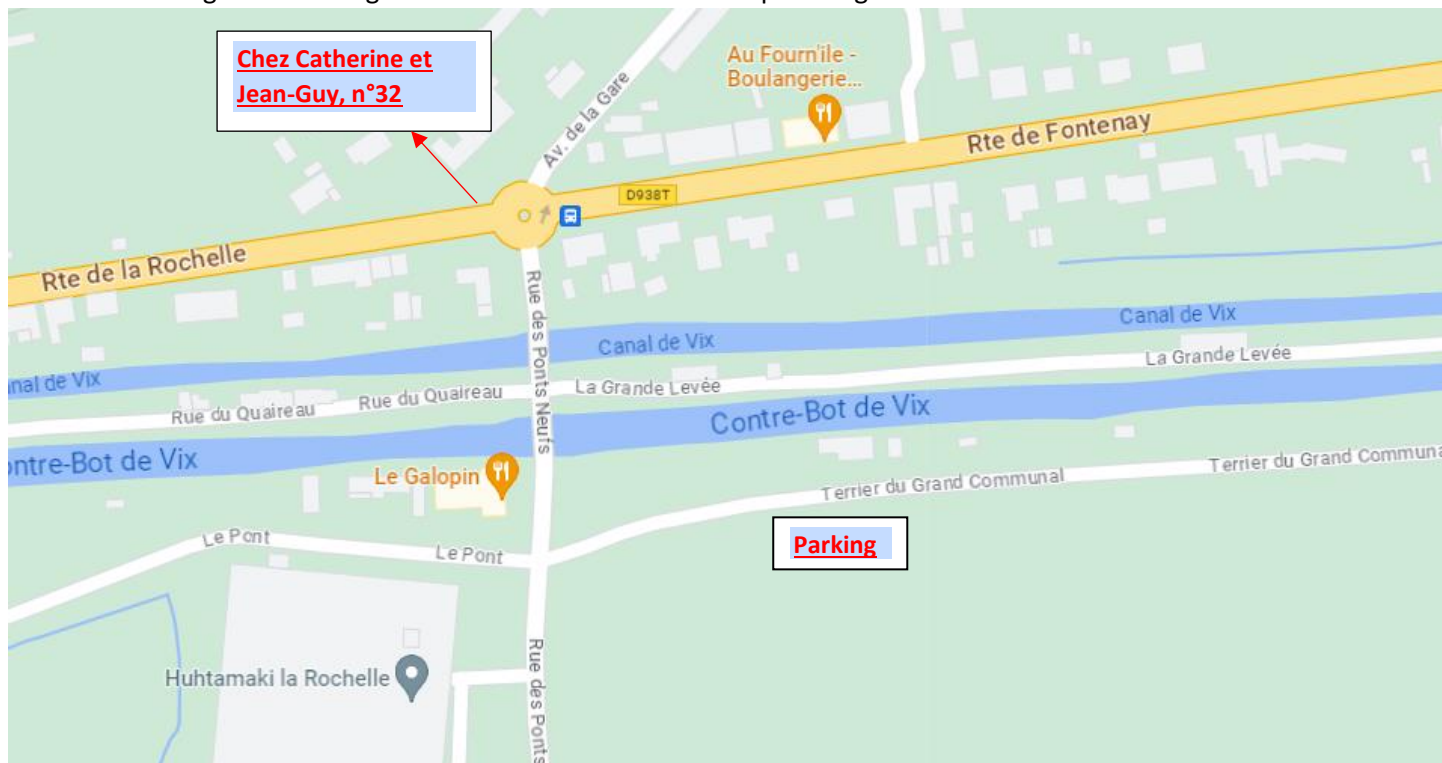 Chez Catherine et
Jean-Guy, n°32
Av. de la Gare
Au Fourn'ile -
Boulangerie...
Rte de Fontenay
D938T
Rte de la Rochelle
Rue des Ponts Neufs
Canal de Vix
Canal de Vix
nal de Vix
La Grande Levée
La Grande Levée
Rue du Quaireau
Rue du Quaireau
Contre-Bot de Vix
ontre-Bot de Vix
Le Galopin
Terrier du Grand Communal
Terrier du Grand Communa
Le Pont
Le Pont
Parking
Huhtamaki la Rochelle
Rue des Ponts